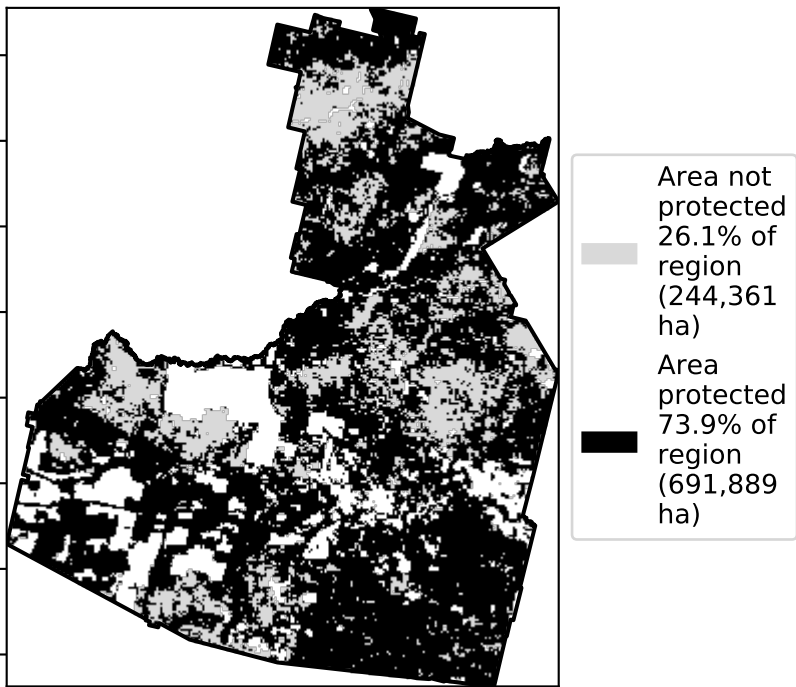 Area not
protected
26.1% of
region
(244,361
ha)
Area
protected
73.9% of
region
(691,889
ha)